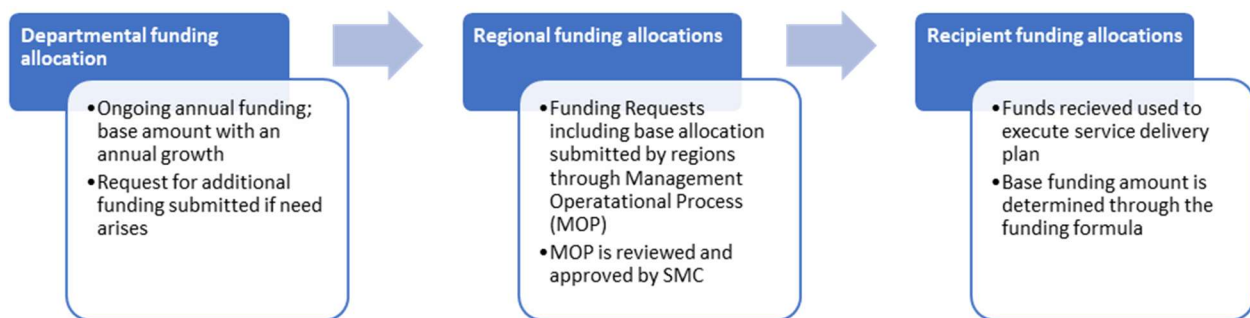 Departmental funding
allocation
•Ongoing annual funding;
base amount with an
annual growth
•Request for additional
funding submitted if need
arises
Regional funding allocations
•Funding Requests
including base allocation
submitted by regions
through Management
Operatational Process
(MOP)
•MOP is reviewed and
approved by SMC
Recipient funding allocations
•Funds recieved used to
execute service delivery
plan
•Base funding amount is
determined through the
funding formula